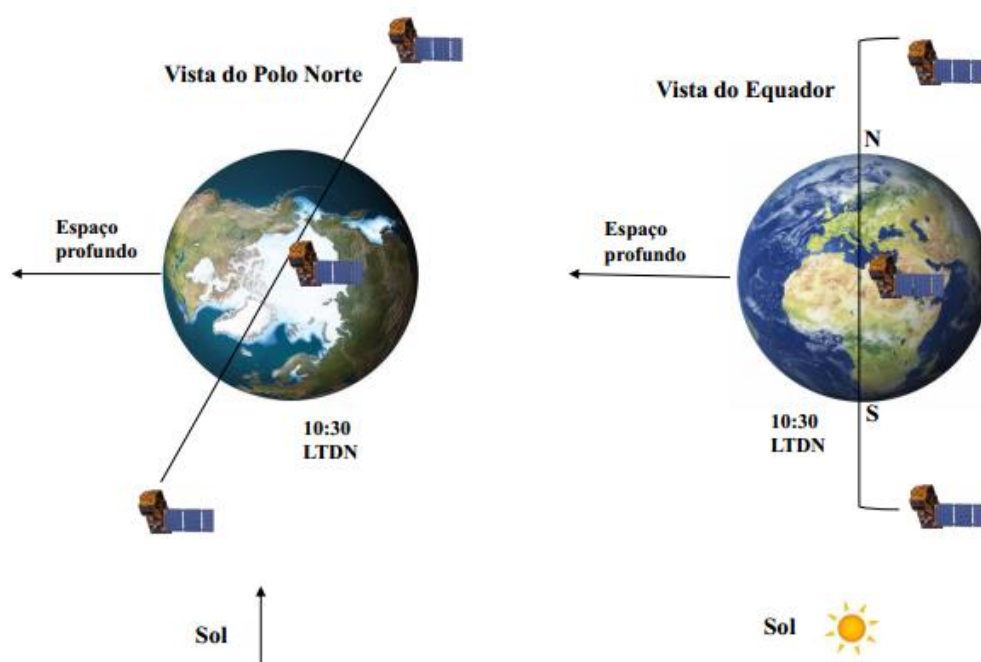 Vista do Polo Norte
Espaço
profundo
10:30
LTDN
Sol
Vista do Equador
N
Espaço
profundo
S
10:30
LTDN
Sol